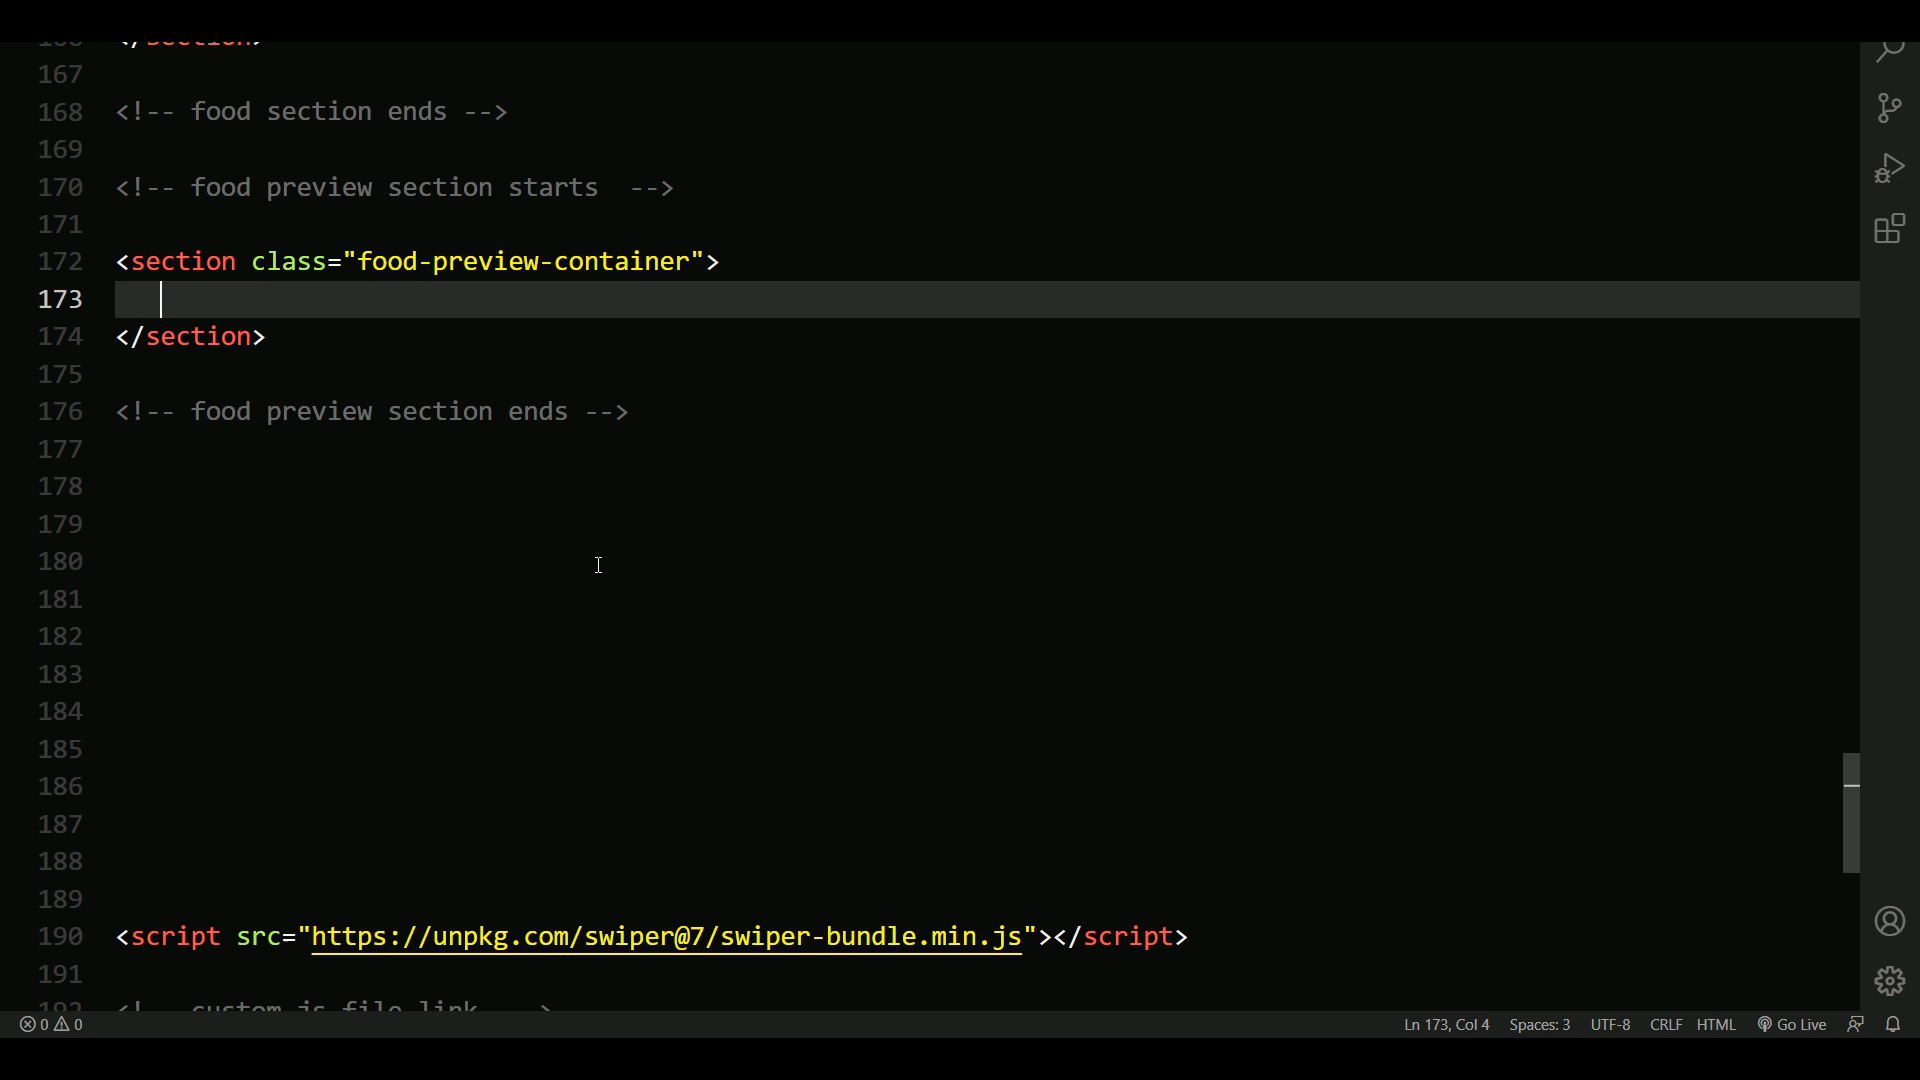 167
168 <!-- food section ends -->
169
170 <!-- food preview section starts  -->
171
172 <section class="food-preview-container">
173
174 </section>
175
176 <!-- food preview section ends -->
177
178
179
180
181
182
183
184
185
186
187
188
189
190 <script src="https://unpkg.com/swiper@7/swiper-bundle.min.js"></script>
191
0 0 Ln 173, Col 4 Spaces: 3 UTF-8 CRLF HTML Go Live